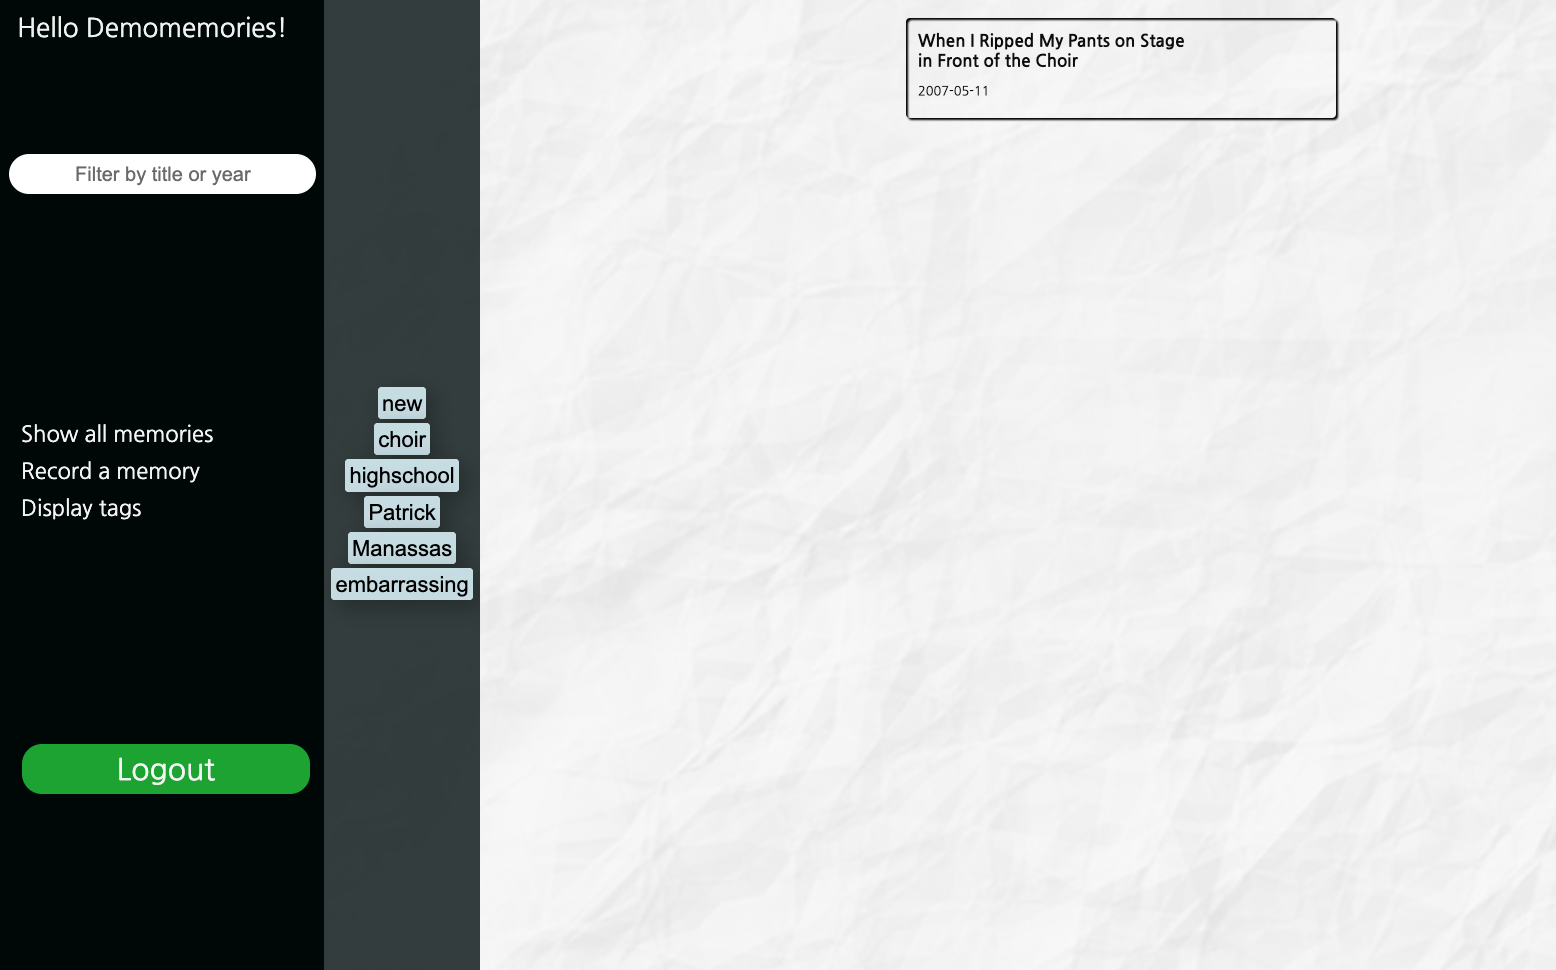 Hello Demomemories!
Filter by title or year
Show all memories
Record a memory
Display tags
Logout
new
choir
highschool
Patrick
Manassas
embarrassing
When I Ripped My Pants on Stage
in Front of the Choir
2007-05-11